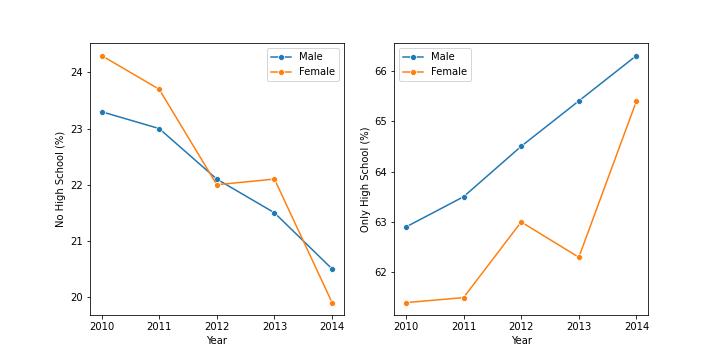 No High School (%)
24
23
22
21
20
Male
Female
2010 2011 2012 2013 2014
Year
Only High School (%)
66
65
64
63
62
Male
Female
2010 2011 2012 2013 2014
Year